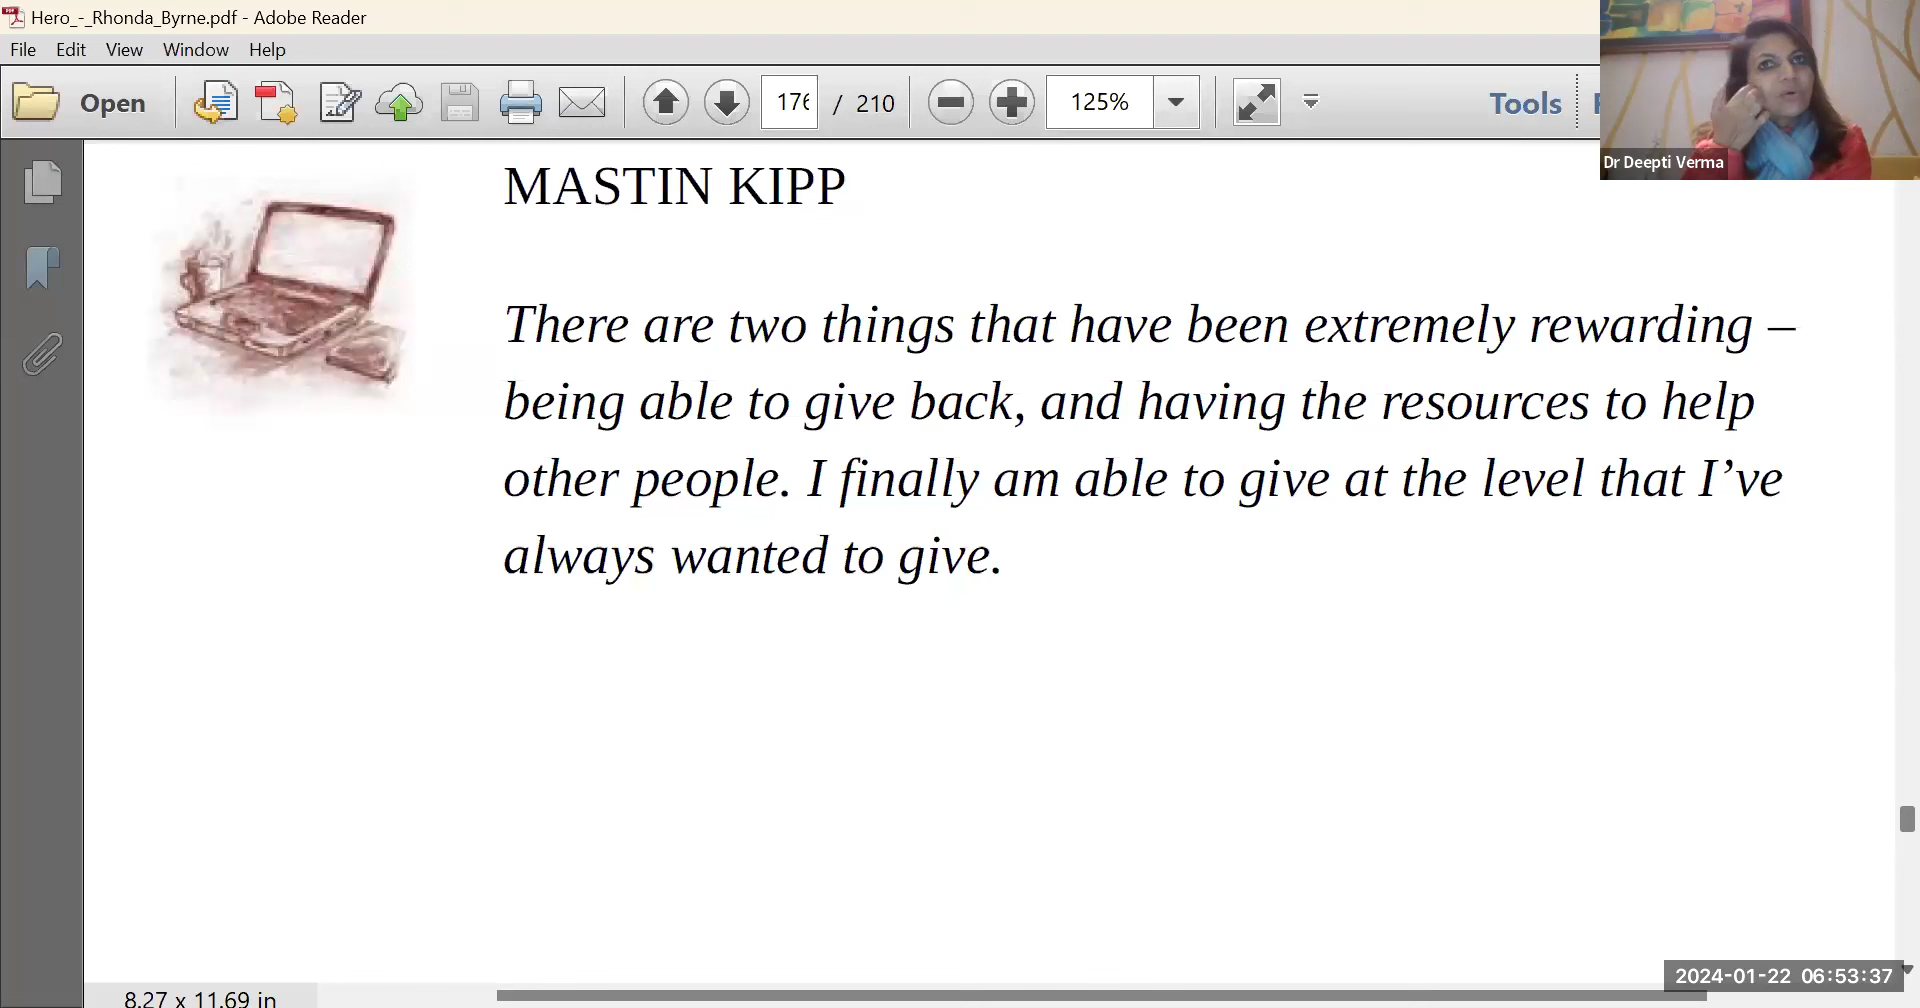 Hero_-_Rhonda_Byrne.pdf - Adobe Reader
File Edit View Window Help
Open 176 / 210 125% Tools
Dr Deepti Verma
MASTIN KIPP
There are two things that have been extremely rewarding –
being able to give back, and having the resources to help
other people. I finally am able to give at the level that I’ve
always wanted to give.
2024-01-22 06:53:37
8.27 x 11.69 in